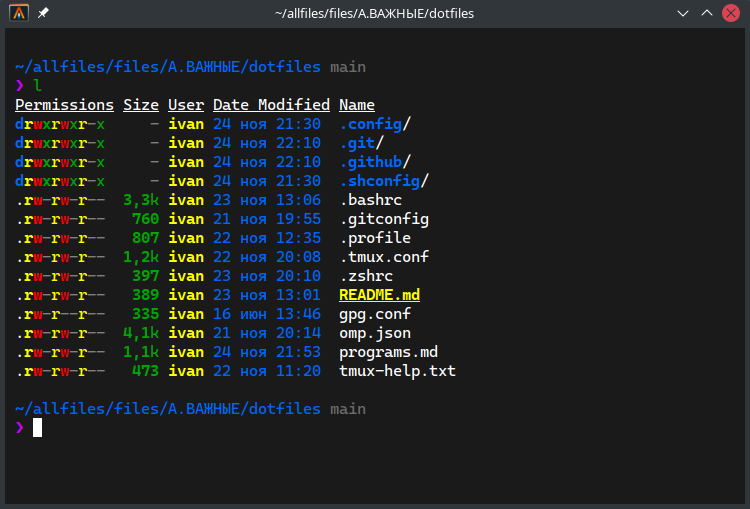 ~/allfiles/files/А.ВАЖНЫЕ/dotfiles
~/allfiles/files/А.ВАЖНЫЕ/dotfiles main
❯ l
Permissions Size User Date Modified Name
drwxrwxr-x - ivan 24 ноя 21:30 .config/
drwxrwxr-x - ivan 24 ноя 22:10 .git/
drwxrwxr-x - ivan 24 ноя 22:10 .github/
drwxrwxr-x - ivan 24 ноя 21:30 .shconfig/
.rw-rw-r-- 3,3k ivan 23 ноя 13:06 .bashrc
.rw-rw-r-- 760 ivan 21 ноя 19:55 .gitconfig
.rw-rw-r-- 807 ivan 22 ноя 12:35 .profile
.rw-rw-r-- 1,2k ivan 22 ноя 20:08 .tmux.conf
.rw-rw-r-- 397 ivan 23 ноя 20:10 .zshrc
.rw-rw-r-- 389 ivan 23 ноя 13:01 README.md
.rw-r--r-- 335 ivan 16 июн 13:46 gpg.conf
.rw-rw-r-- 4,1k ivan 21 ноя 20:14 omp.json
.rw-rw-r-- 1,1k ivan 24 ноя 21:53 programs.md
.rw-rw-r-- 473 ivan 22 ноя 11:20 tmux-help.txt
~/allfiles/files/А.ВАЖНЫЕ/dotfiles main
❯